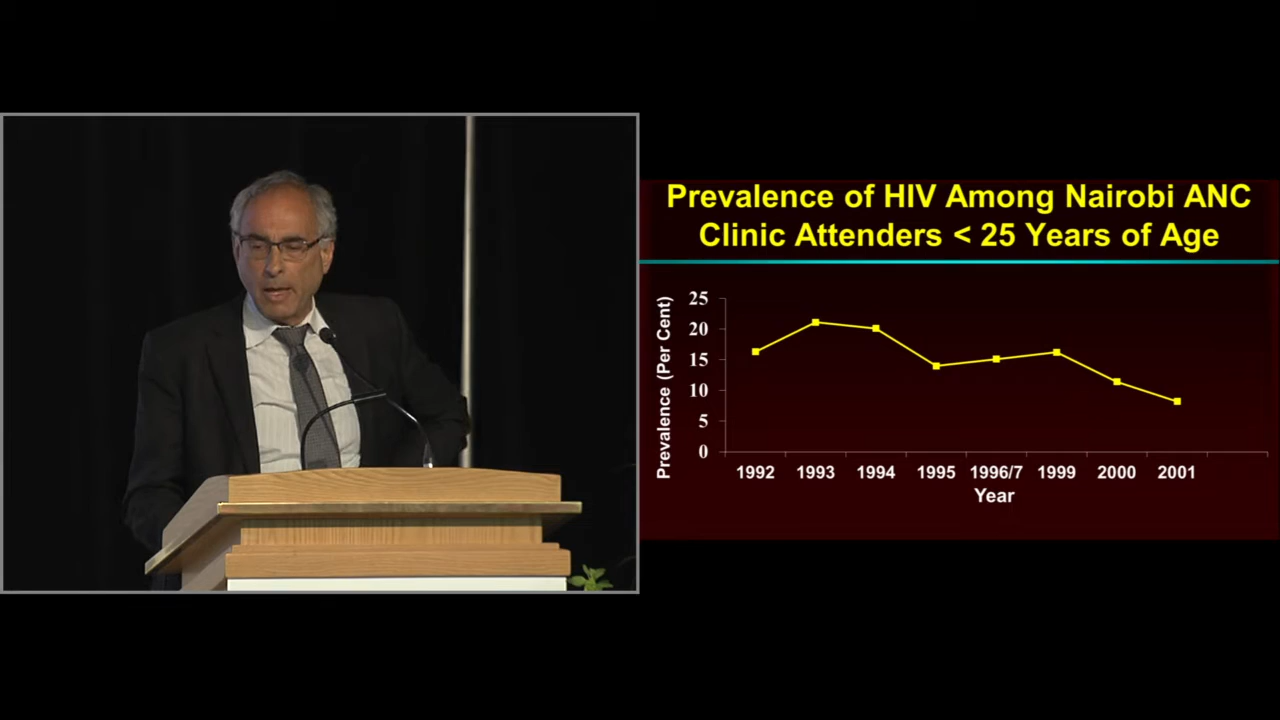 Prevalence of HIV Among Nairobi ANC
Clinic Attenders < 25 Years of Age
Prevalence (Per Cent)
25
20
15
10
5
0
1992 1993 1994 1995 1996/7 1999 2000 2001
Year